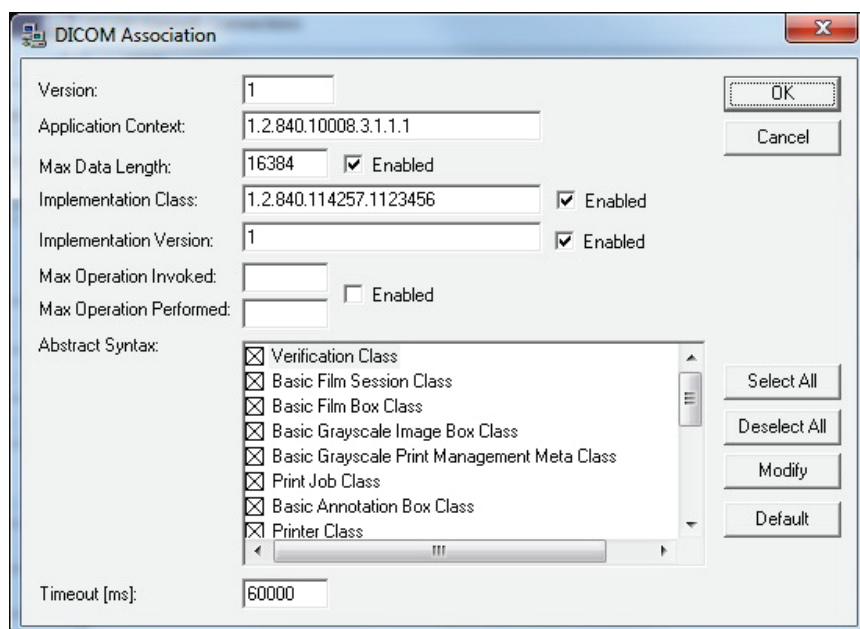 DICOM Association
Version: 1
OK
Application Context: 1.2.840.10008.3.1.1.1
Cancel
Max Data Length: 16384 Enabled
Implementation Class: 1.2.840.114257.1123456 Enabled
Implementation Version: 1 Enabled
Max Operation Invoked:
Enabled
Max Operation Performed:
Abstract Syntax:
Verification Class
Basic Film Session Class
Basic Film Box Class
Basic Grayscale Image Box Class
Basic Grayscale Print Management Meta Class
Print Job Class
Basic Annotation Box Class
Printer Class
Select All
Deselect All
Modify
Default
Timeout [ms]: 60000